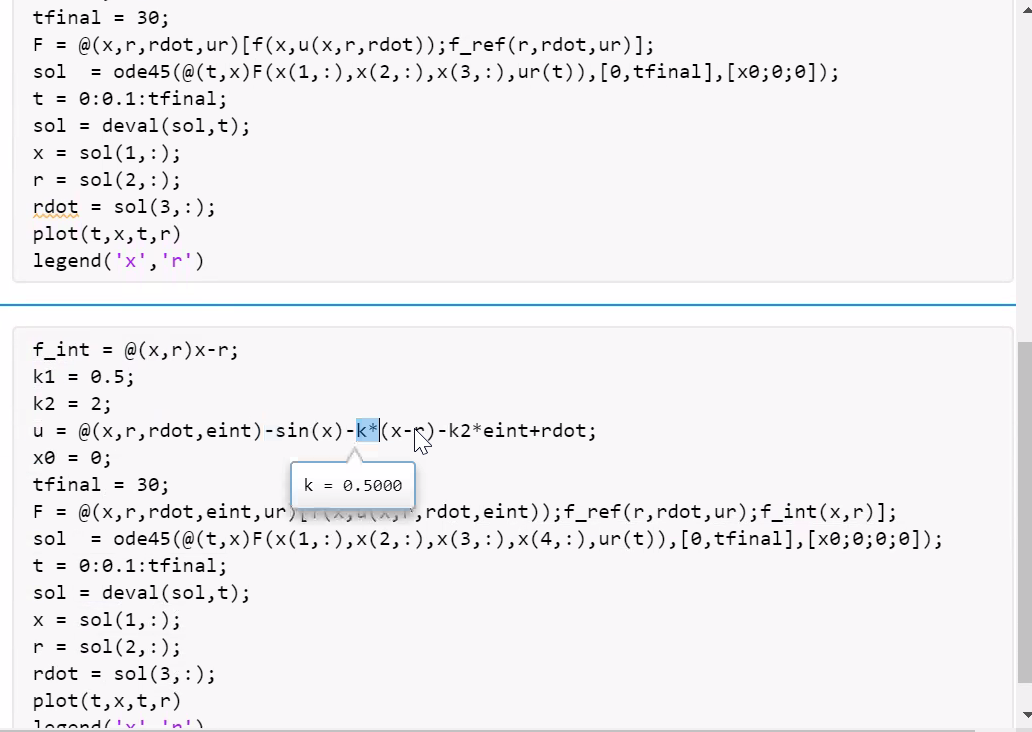 tfinal = 30;
F = @(x,r,rdot,ur)[f(x,u(x,r,rdot));f_ref(r,rdot,ur)];
sol  = ode45(@(t,x)F(x(1,:),x(2,:),x(3,:),ur(t)),[0,tfinal],[x0;0;0]);
t = 0:0.1:tfinal;
sol = deval(sol,t);
x = sol(1,:);
r = sol(2,:);
rdot = sol(3,:);
plot(t,x,t,r)
legend('x','r')
f_int = @(x,r)x-r;
k1 = 0.5;
k2 = 2;
u = @(x,r,rdot,eint)-sin(x)-k*(x-r)-k2*eint+rdot;
x0 = 0;
k = 0.5000
tfinal = 30;
F = @(x,r,rdot,eint,ur)[f(x,u(x,r,rdot,eint));f_ref(r,rdot,ur);f_int(x,r)];
sol  = ode45(@(t,x)F(x(1,:),x(2,:),x(3,:),x(4,:),ur(t)),[0,tfinal],[x0;0;0;0]);
t = 0:0.1:tfinal;
sol = deval(sol,t);
x = sol(1,:);
r = sol(2,:);
rdot = sol(3,:);
plot(t,x,t,r)
legend('x','r')